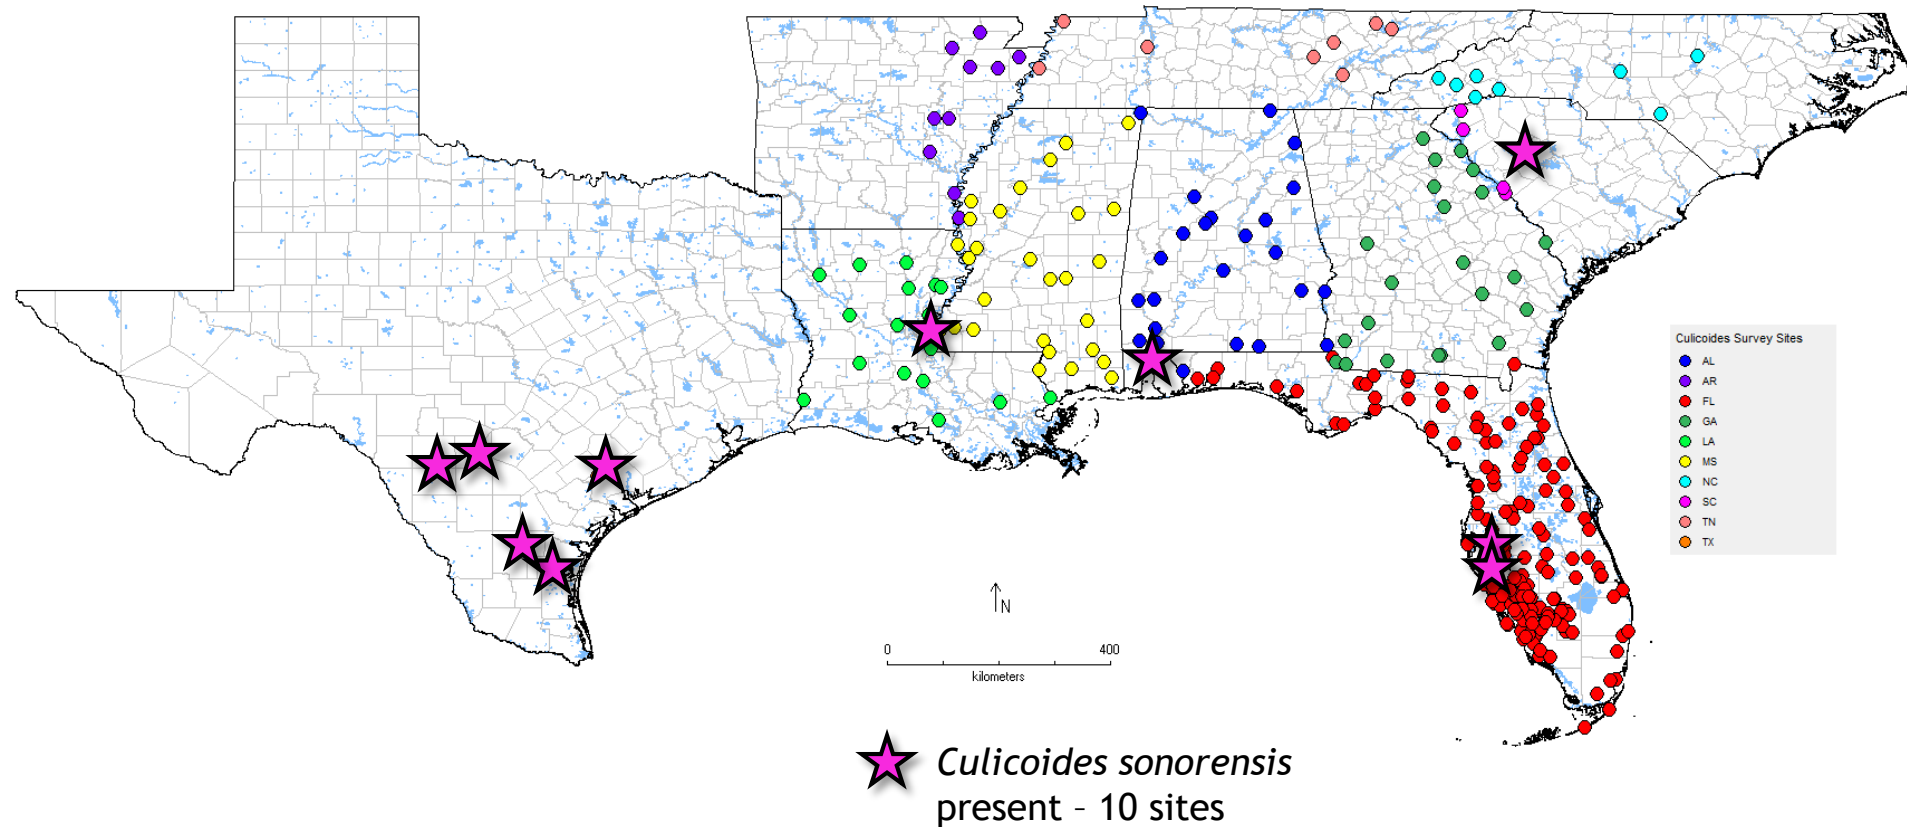 Culicoides Survey Sites
AL
AR
FL
GA
LA
MS
NC
SC
TN
TX
N
0 400
kilometers
Culicoides sonorensis
present – 10 sites